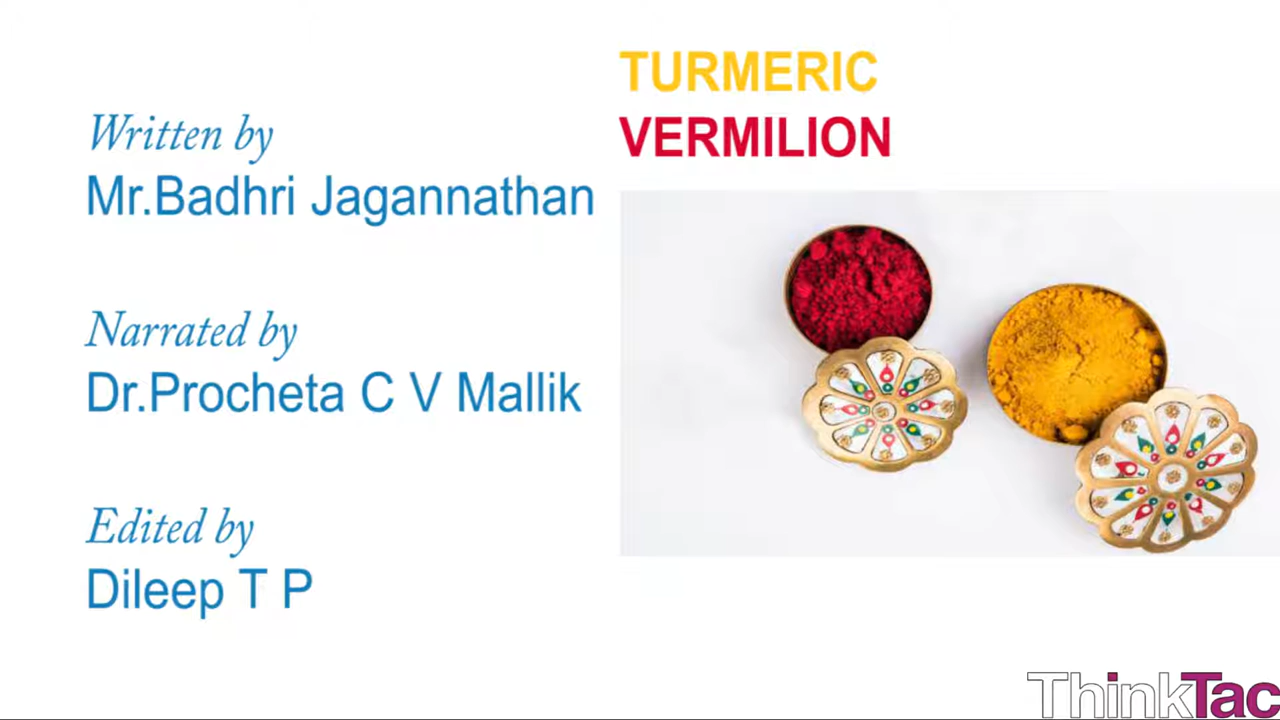 TURMERIC
VERMILION
Written by
Mr.Badhri Jagannathan
Narrated by
Dr.Procheta C V Mallik
Edited by
Dileep T P
ThinkTac